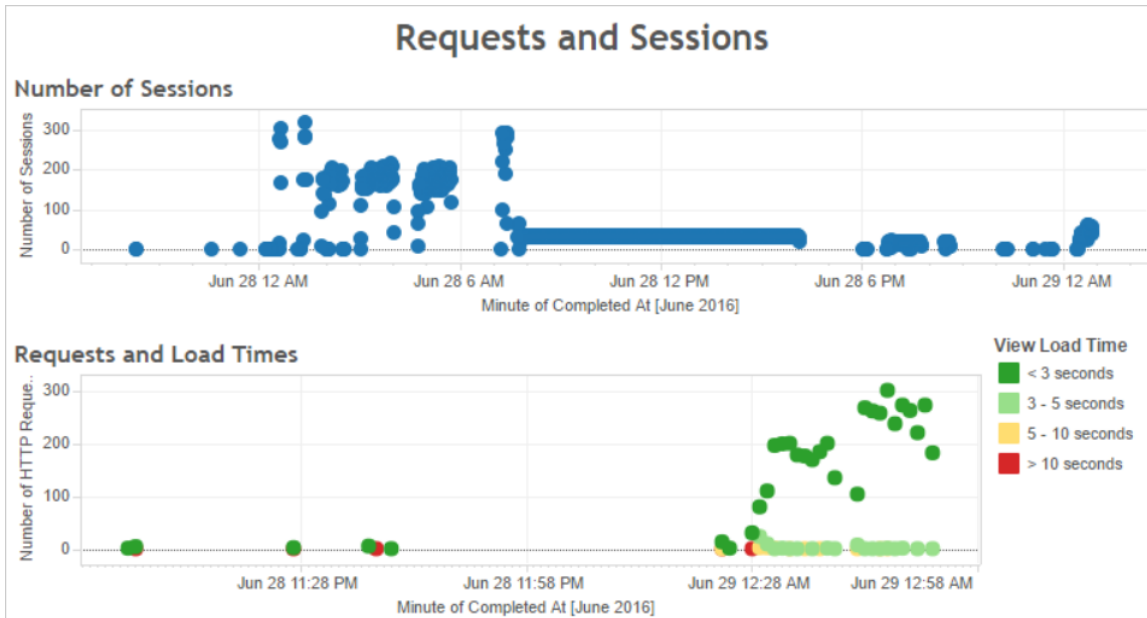 Requests and Sessions
Number of Sessions
Number of Sessions
300
200
100
0
Jun 28 12 AM Jun 28 6 AM Jun 28 12 PM Jun 28 6 PM Jun 29 12 AM
Minute of Completed At [June 2016]
Requests and Load Times
Number of HTTP Reque..
300
200
100
0
Jun 28 11:28 PM Jun 28 11:58 PM Jun 29 12:28 AM Jun 29 12:58 AM
Minute of Completed At [June 2016]
View Load Time
< 3 seconds
3 - 5 seconds
5 - 10 seconds
> 10 seconds